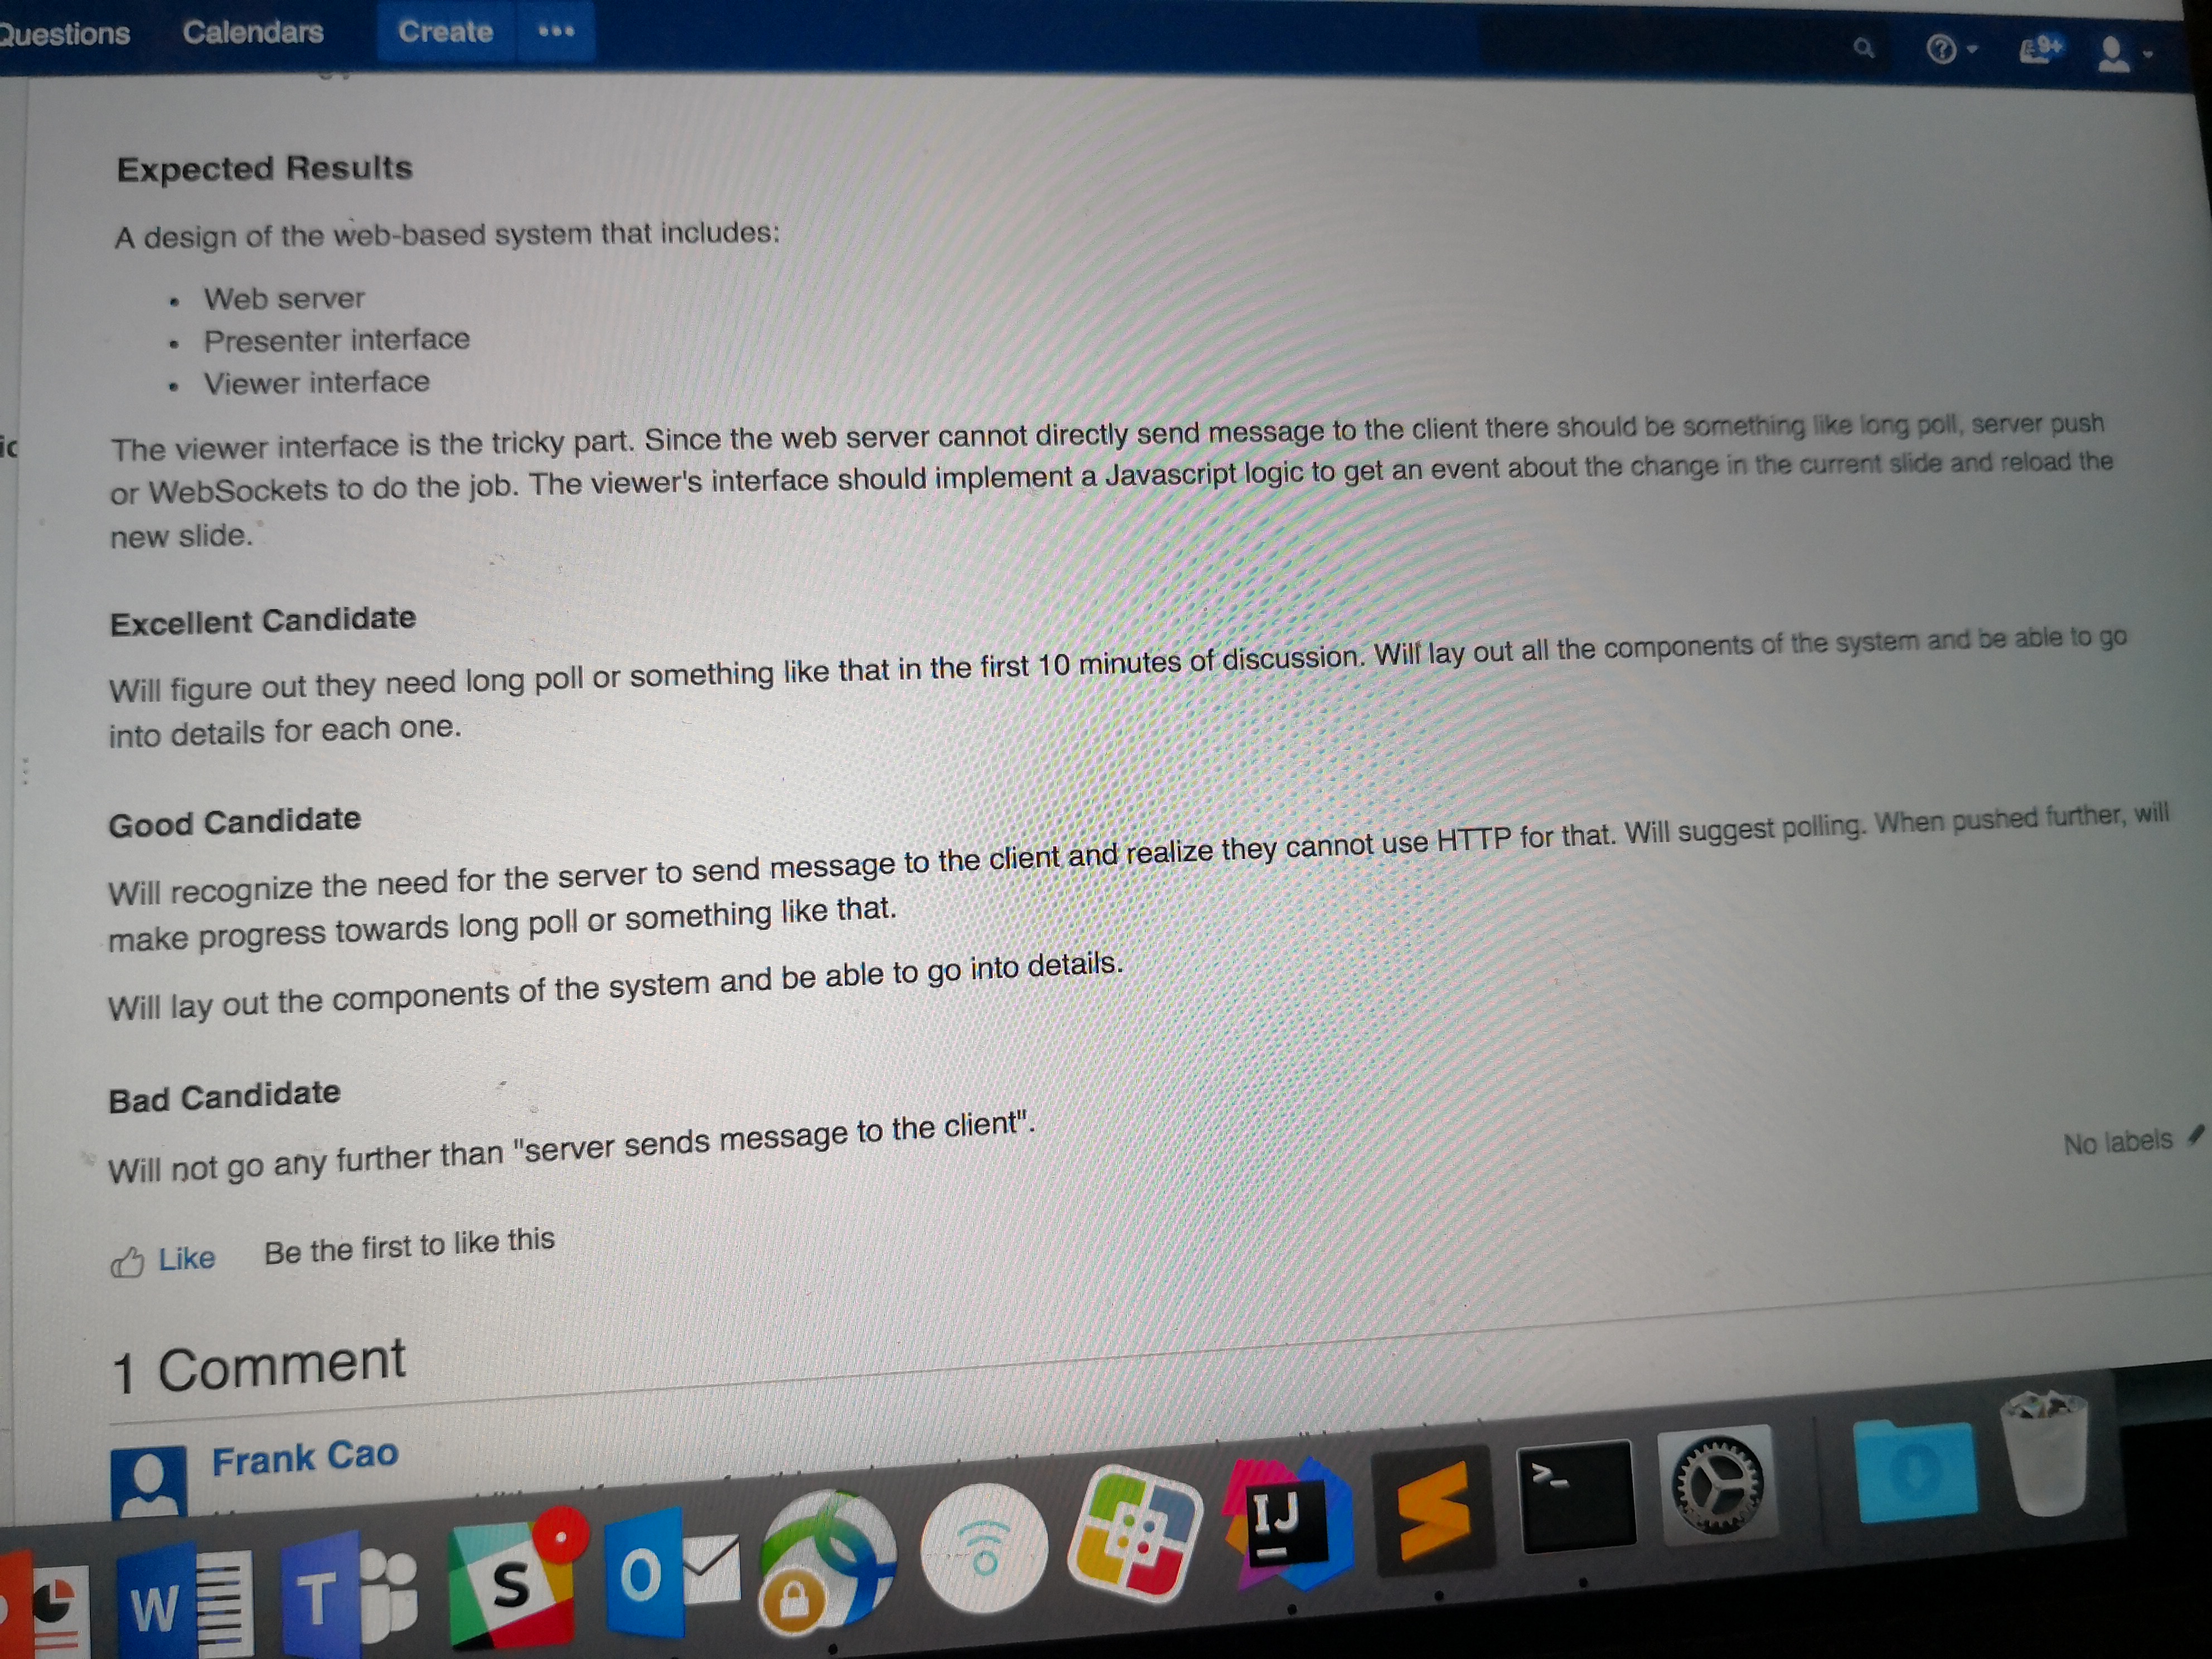 Questions Calendars Create •••
9+
Expected Results
A design of the web-based system that includes:
• Web server
• Presenter interface
• Viewer interface
The viewer interface is the tricky part. Since the web server cannot directly send message to the client there should be something like long poll, server push
or WebSockets to do the job. The viewer's interface should implement a Javascript logic to get an event about the change in the current slide and reload the
new slide.
ic
Excellent Candidate
Will figure out they need long poll or something like that in the first 10 minutes of discussion. Will lay out all the components of the system and be able to go
into details for each one.
Good Candidate
Will recognize the need for the server to send message to the client and realize they cannot use HTTP for that. Will suggest polling. When pushed further, will
make progress towards long poll or something like that.
Will lay out the components of the system and be able to go into details.
Bad Candidate
Will not go any further than "server sends message to the client".
No labels
Like Be the first to like this
1 Comment
Frank Cao
W T S O IJ >_